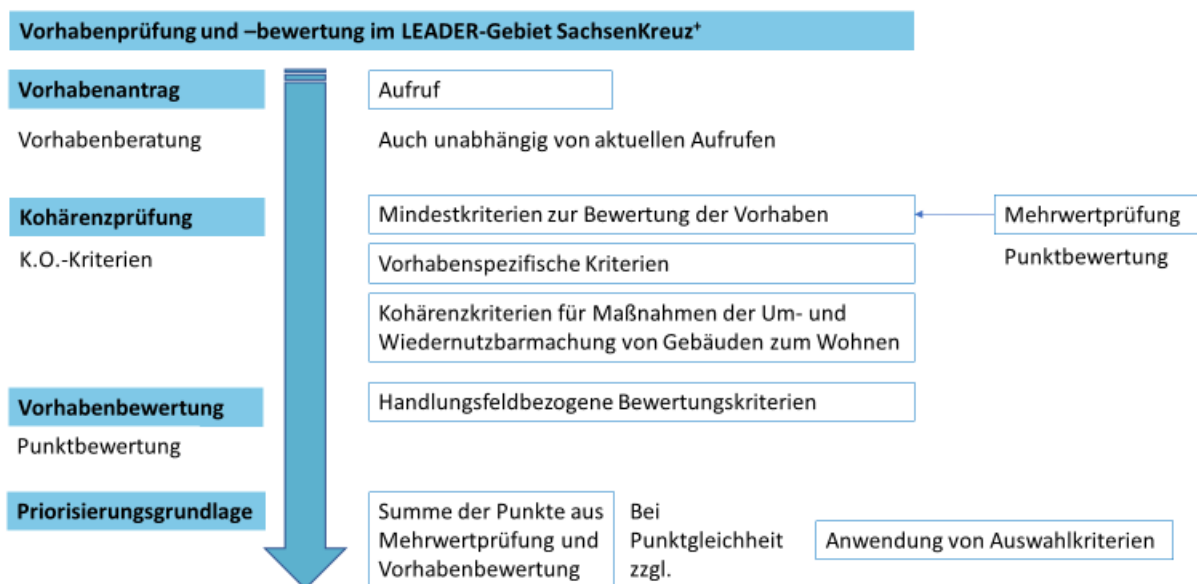 Vorhabenprüfung und –bewertung im LEADER-Gebiet SachsenKreuz⁺
Vorhabenantrag
Aufruf
Vorhabenberatung
Auch unabhängig von aktuellen Aufrufen
Kohärenzprüfung
Mindestkriterien zur Bewertung der Vorhaben
Mehrwertprüfung
K.O.-Kriterien
Vorhabenspezifische Kriterien
Punktbewertung
Kohärenzkriterien für Maßnahmen der Um- und
Wiedernutzbarmachung von Gebäuden zum Wohnen
Vorhabenbewertung
Handlungsfeldbezogene Bewertungskriterien
Punktbewertung
Priorisierungsgrundlage
Summe der Punkte aus
Mehrwertprüfung und
Vorhabenbewertung
Bei
Punktgleichheit
zzgl.
Anwendung von Auswahlkriterien